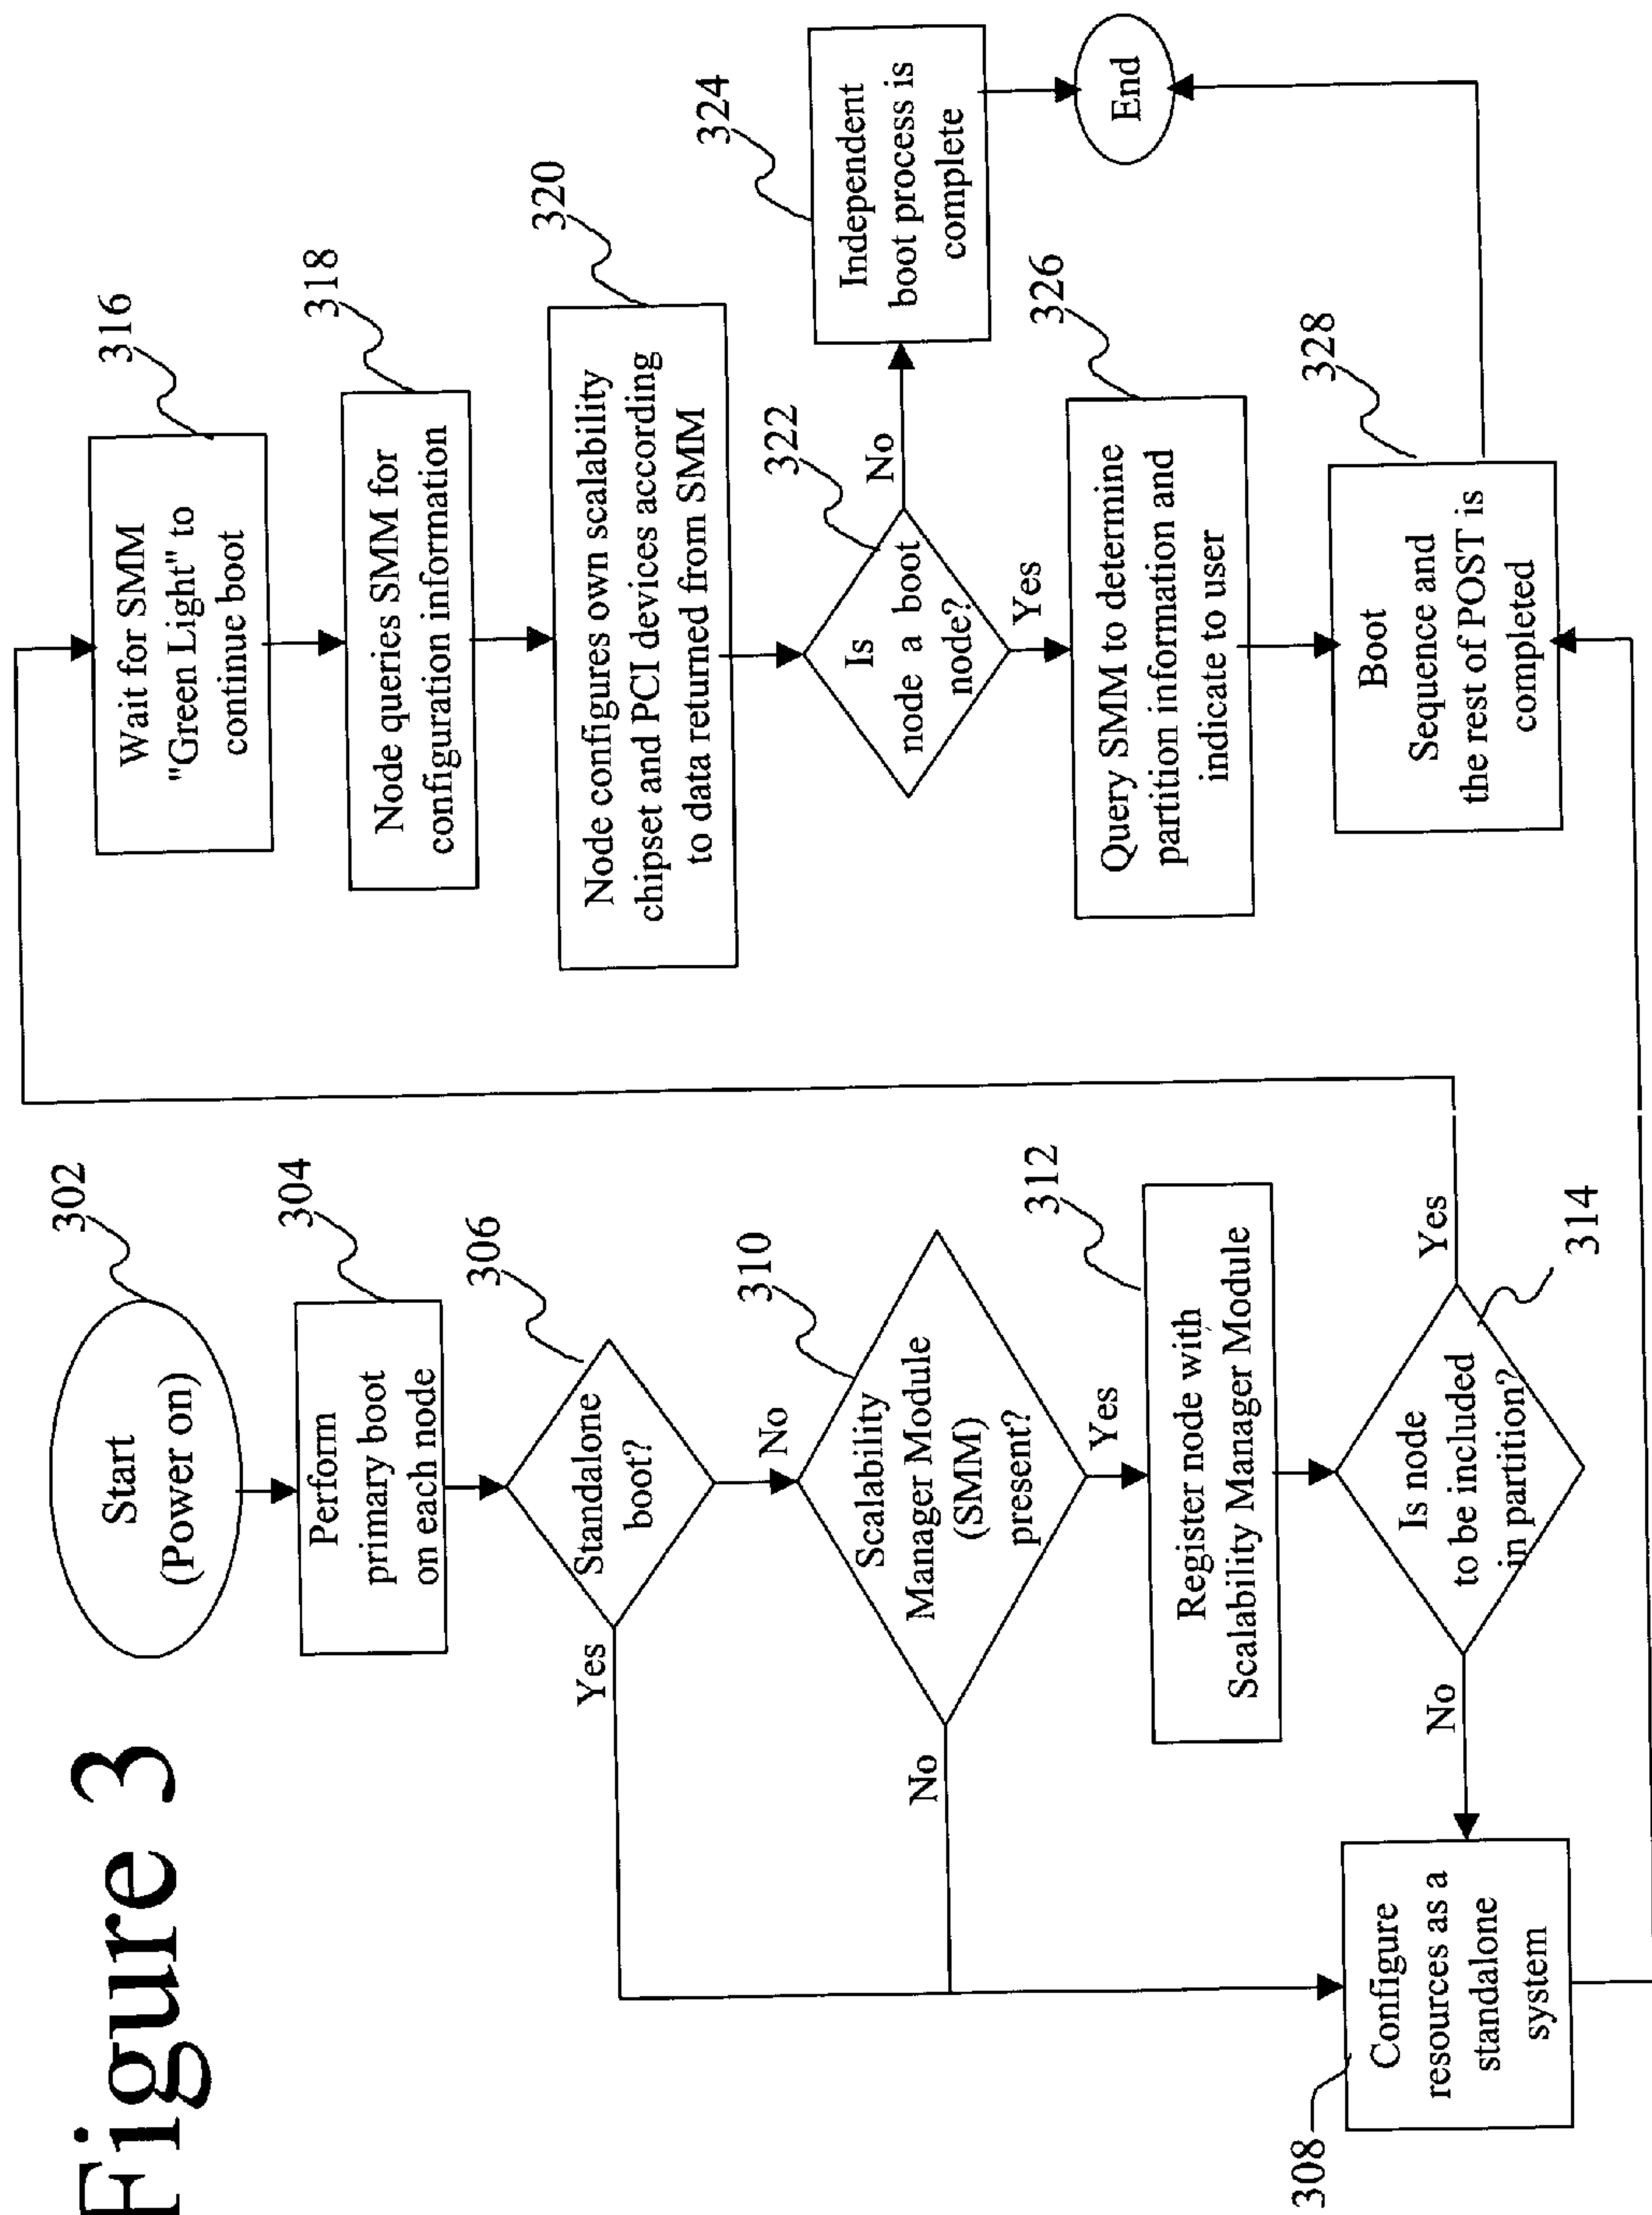 Figure 3
Start
(Power on)
302
Perform
primary boot
on each node
304
Standalone
boot?
306
Yes
No
Scalability
Manager Module
(SMM)
present?
310
No
Yes
Register node with
Scalability Manager Module
312
Is node
to be included
in partition?
314
No
Yes
Configure
resources as a
standalone
system
308
Wait for SMM
"Green Light" to
continue boot
316
Node queries SMM for
configuration information
318
Node configures own scalability
chipset and PCI devices according
to data returned from SMM
320
Is
node a boot
node?
322
No
Yes
Independent
boot process is
complete
324
Query SMM to determine
partition information and
indicate to user
326
Boot
Sequence and
the rest of POST is
completed
328
End